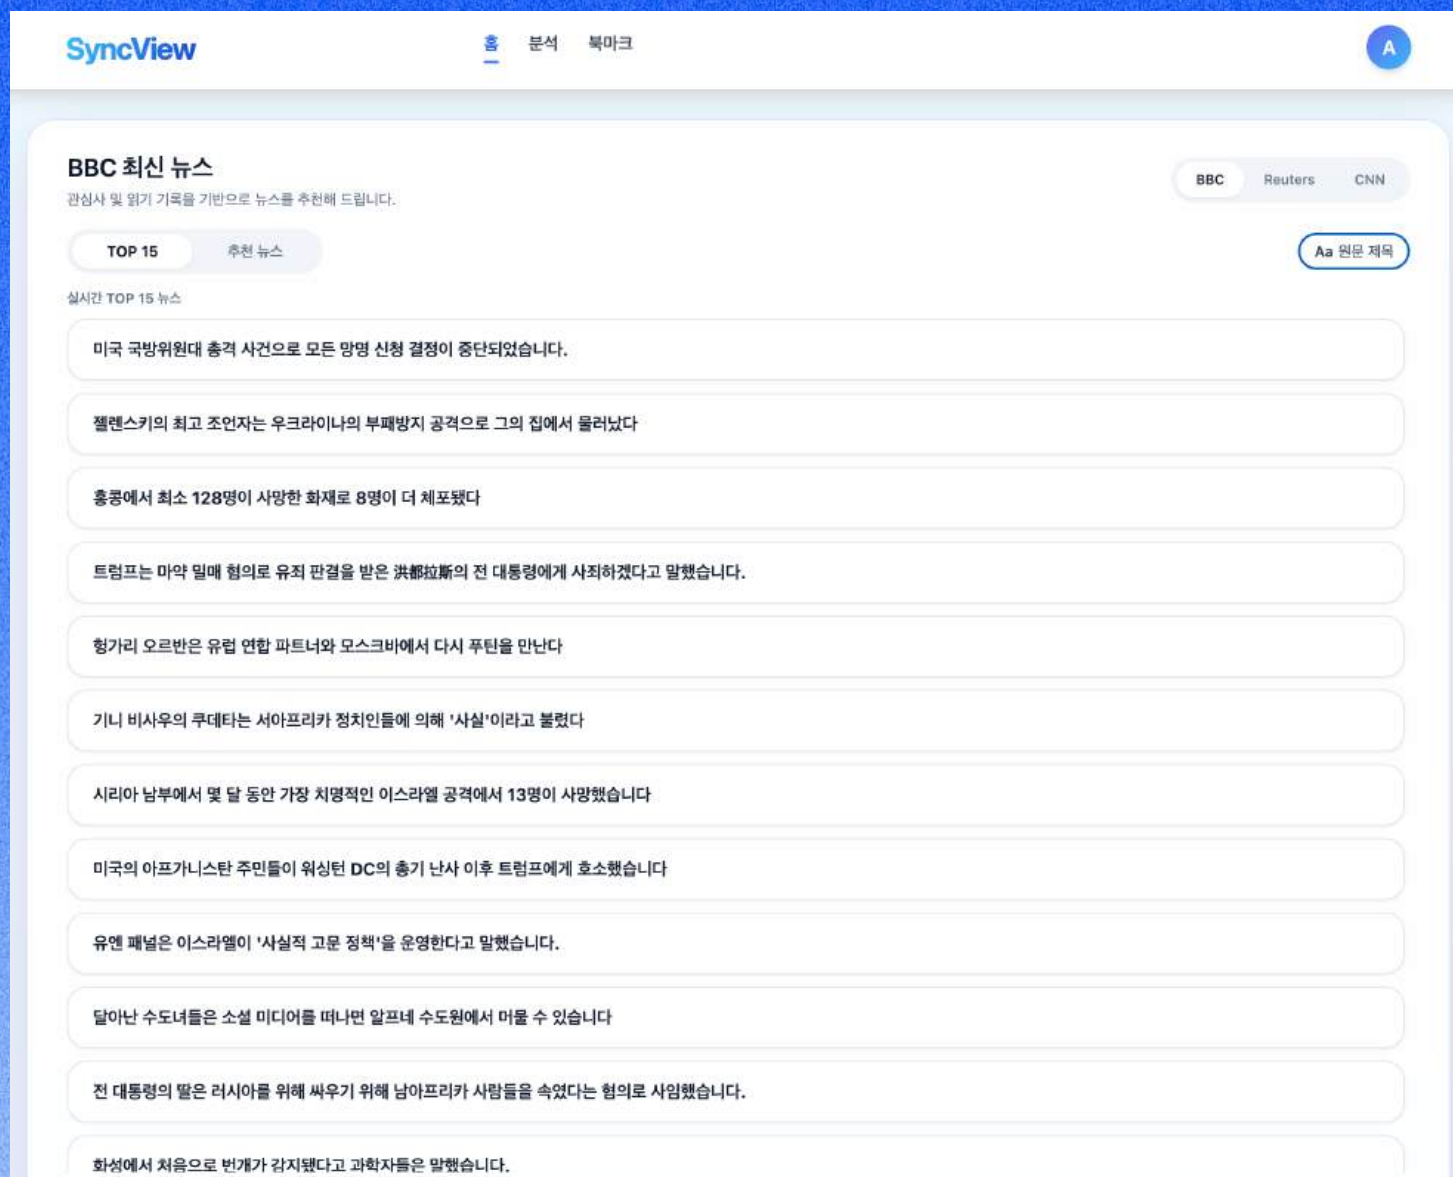 SyncView
홈 분석 북마크
A
BBC 최신 뉴스
관심사 및 읽기 기록을 기반으로 뉴스를 추천해 드립니다.
BBC Reuters CNN
TOP 15 추천 뉴스
Aa 원문 제목
실시간 TOP 15 뉴스
미국 국방위원대 총격 사건으로 모든 망명 신청 결정이 중단되었습니다.
젤렌스키의 최고 조언자는 우크라이나의 부패방지 공격으로 그의 집에서 물러났다
홍콩에서 최소 128명이 사망한 화재로 8명이 더 체포됐다
트럼프는 마약 밀매 혐의로 유죄 판결을 받은 洪都拉斯의 전 대통령에게 사죄하겠다고 말했습니다.
헝가리 오르반은 유럽 연합 파트너와 모스크바에서 다시 푸틴을 만난다
기니 비사우의 쿠데타는 서아프리카 정치인들에 의해 '사실'이라고 불렸다
시리아 남부에서 몇 달 동안 가장 치명적인 이스라엘 공격에서 13명이 사망했습니다
미국의 아프가니스탄 주민들이 워싱턴 DC의 총기 난사 이후 트럼프에게 호소했습니다
유엔 패널은 이스라엘이 '사실적 고문 정책'을 운영한다고 말했습니다.
달아난 수도녀들은 소셜 미디어를 떠나면 알프네 수도원에서 머물 수 있습니다
전 대통령의 딸은 러시아를 위해 싸우기 위해 남아프리카 사람들을 속였다는 혐의로 사임했습니다.
화성에서 처음으로 번개가 감지됐다고 과학자들은 말했습니다.